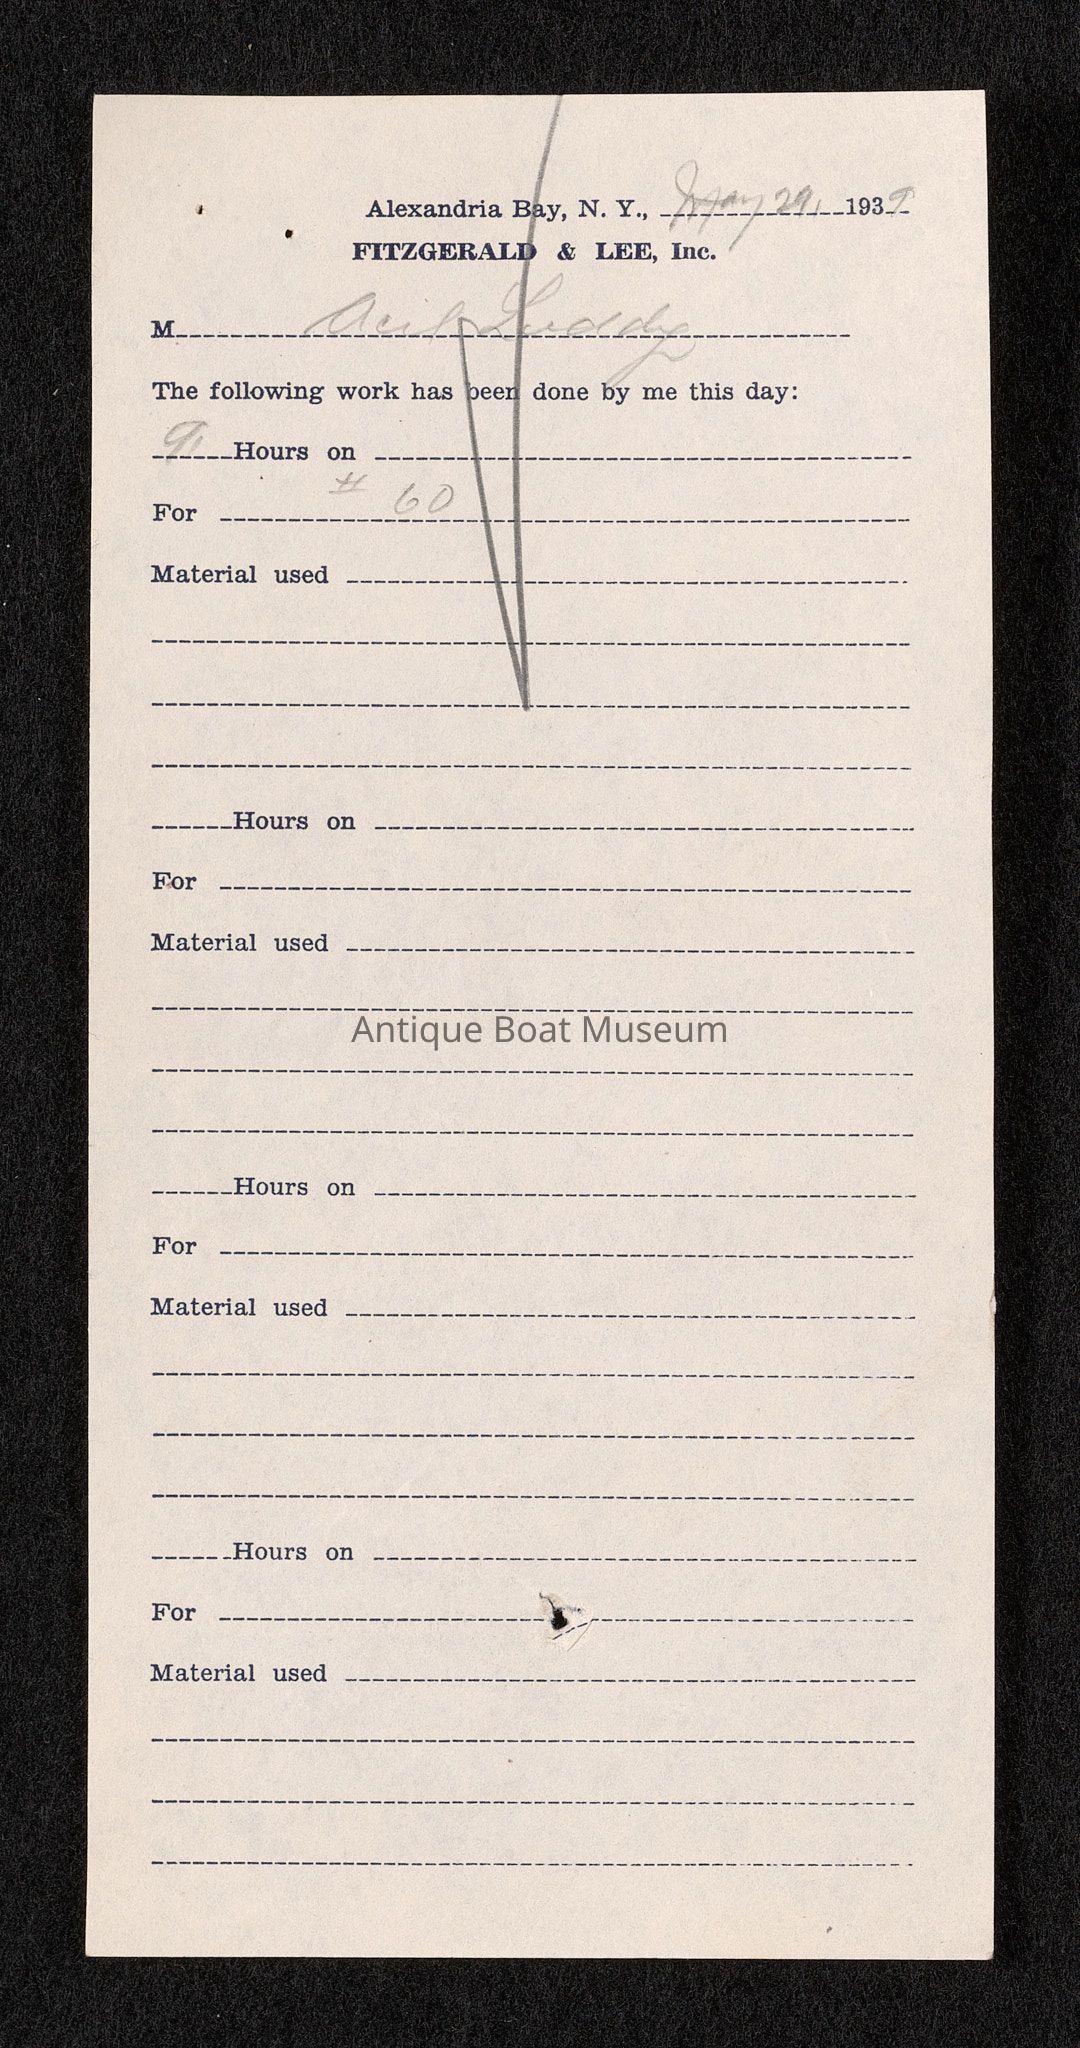 Alexandria Bay, N. Y., May 29, 1939
FITZGERALD & LEE, Inc.
M Luddy
The following work has been done by me this day:
9 Hours on
# 60
For
Material used
Hours on
For
Material used
Antique Boat Museum
Hours on
For
Material used
Hours on
For
Material used